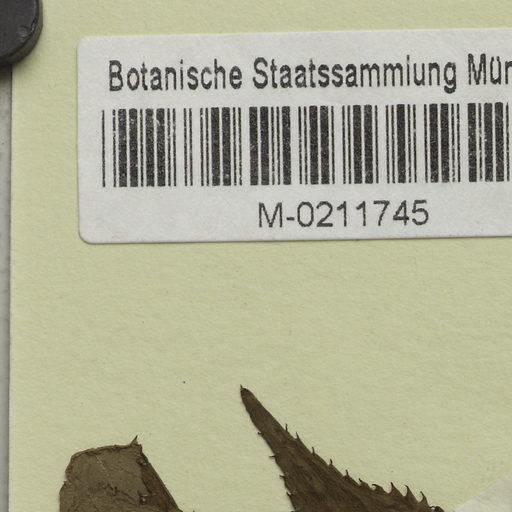 Botanische Staatssammlung Mün
M-0211745